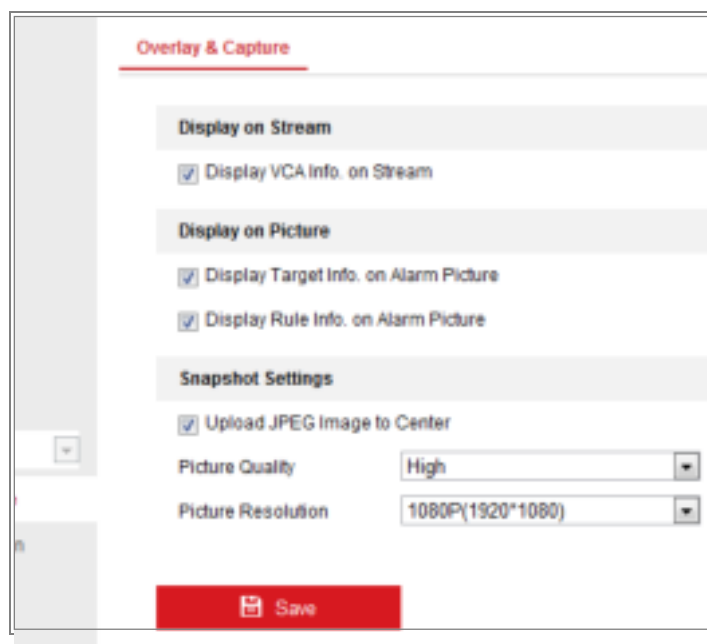 Overlay & Capture
Display on Stream
Display VCA Info. on Stream
Display on Picture
Display Target Info. on Alarm Picture
Display Rule Info. on Alarm Picture
Snapshot Settings
Upload JPEG Image to Center
Picture Quality High
Picture Resolution 1080P(1920*1080)
n
Save